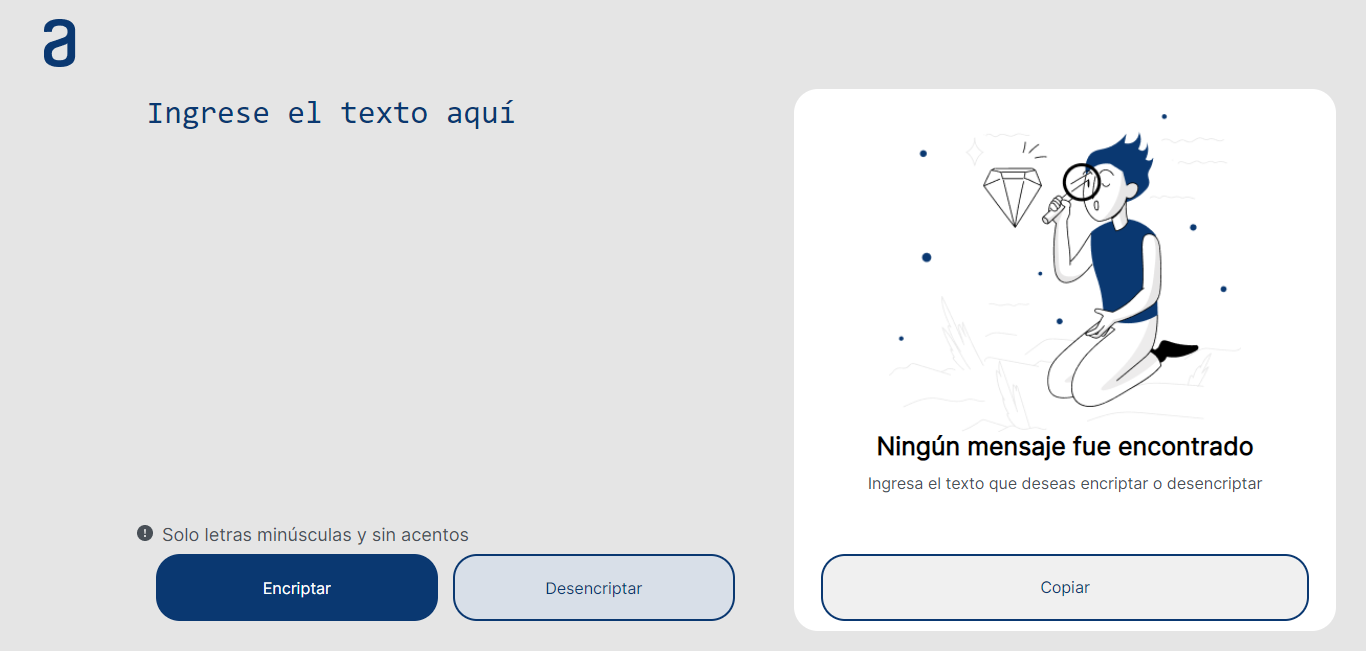 a
Ingrese el texto aquí
Solo letras minúsculas y sin acentos
Encriptar
Desencriptar
Ningún mensaje fue encontrado
Ingresa el texto que deseas encriptar o desencriptar
Copiar